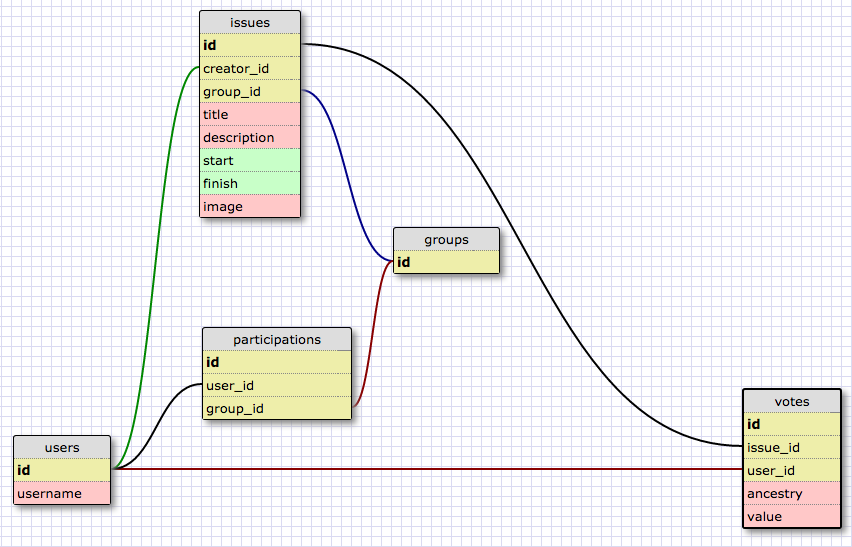 issues
id
creator_id
group_id
title
description
start
finish
image
groups
id
participations
id
user_id
group_id
users
id
username
votes
id
issue_id
user_id
ancestry
value